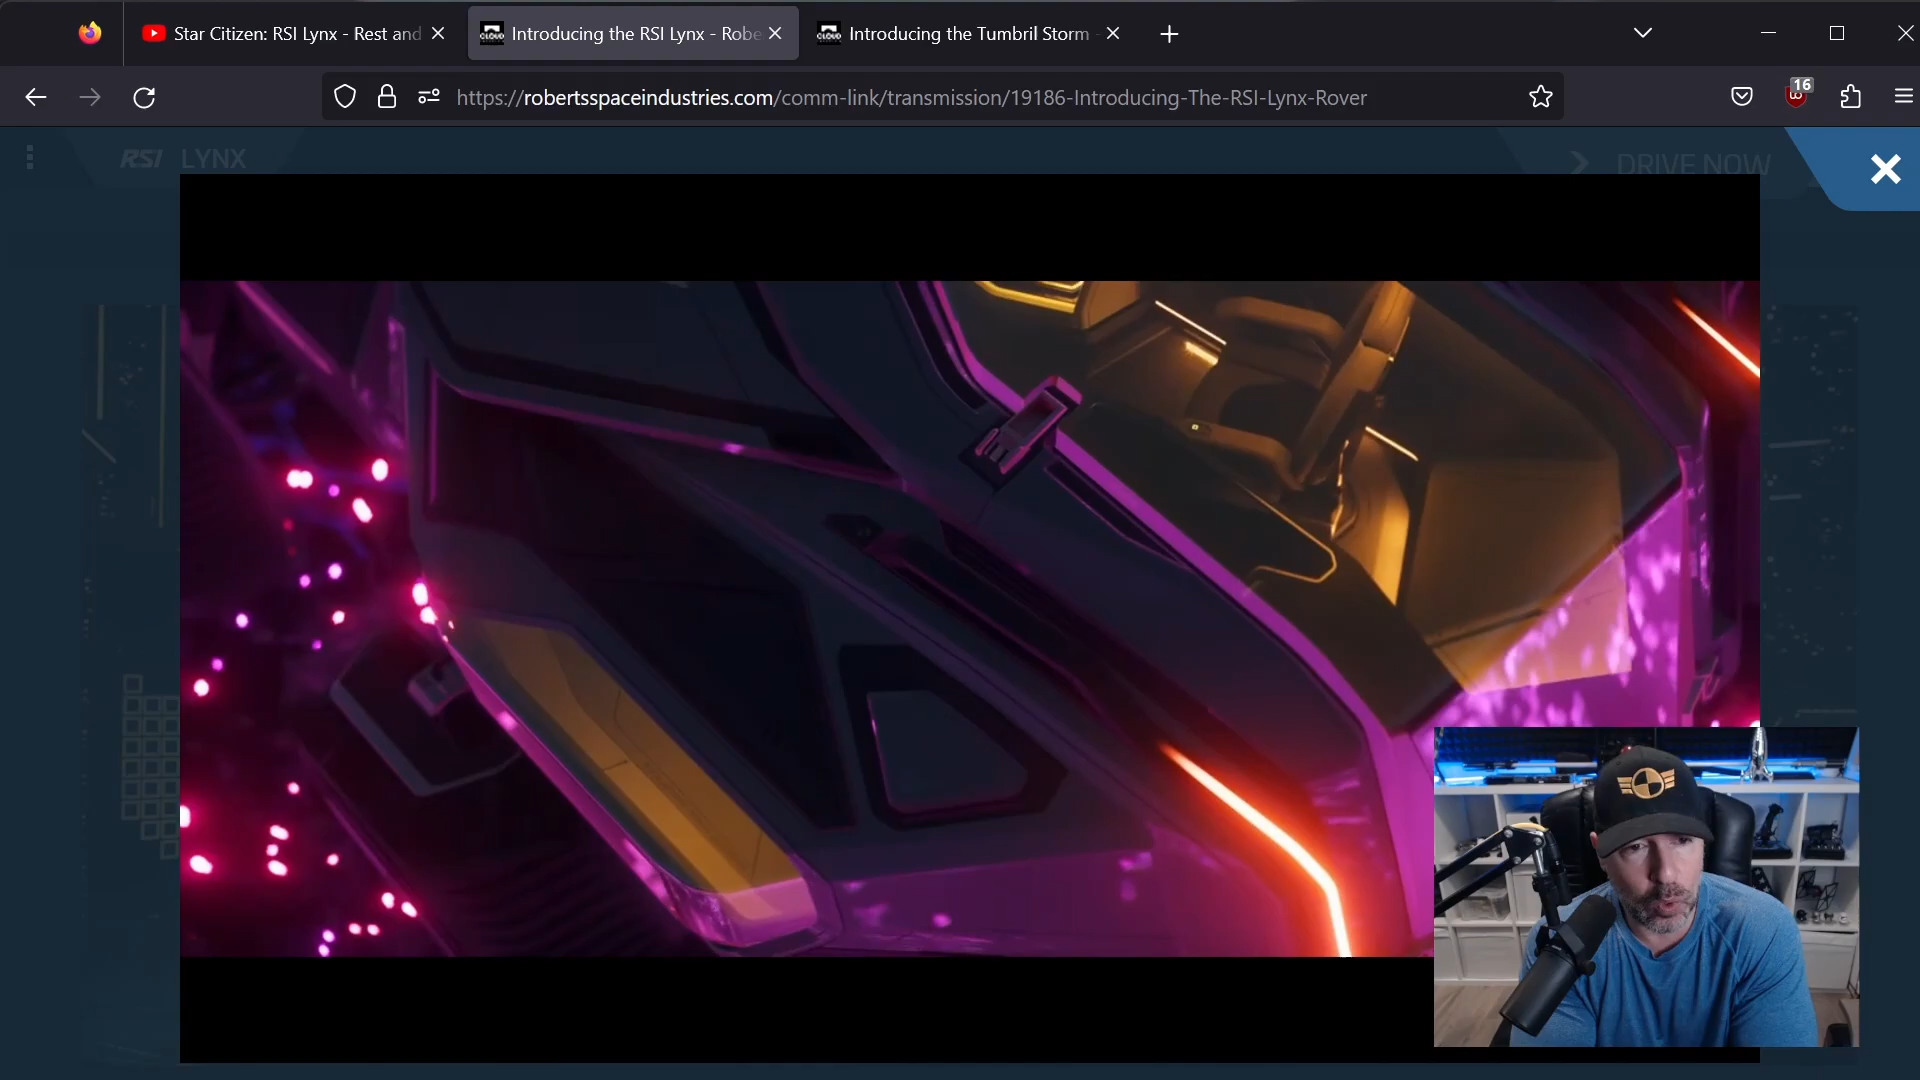 Star Citizen: RSI Lynx - Rest and
Introducing the RSI Lynx - Robe
Introducing the Tumbril Storm -
https://robertsspaceindustries.com/comm-link/transmission/19186-Introducing-The-RSI-Lynx-Rover
16
RSI LYNX
DRIVE NOW